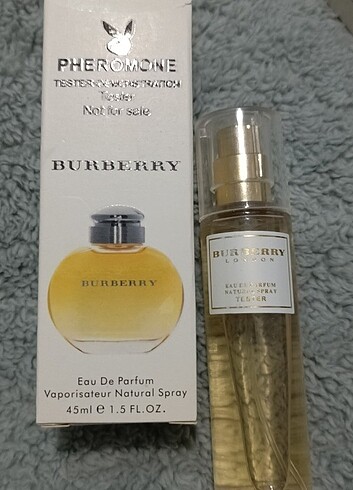 PHEROMONE
TESTER-DEMONSTRATION
Tester
Not for sale
BURBERRY
BURBERRY
Eau De Parfum
Vaporisateur Natural Spray
45ml e 1.5 FL.OZ.
BURBERRY
LONDON
EAU DE PARFUM
NATURAL SPRAY
TESTER